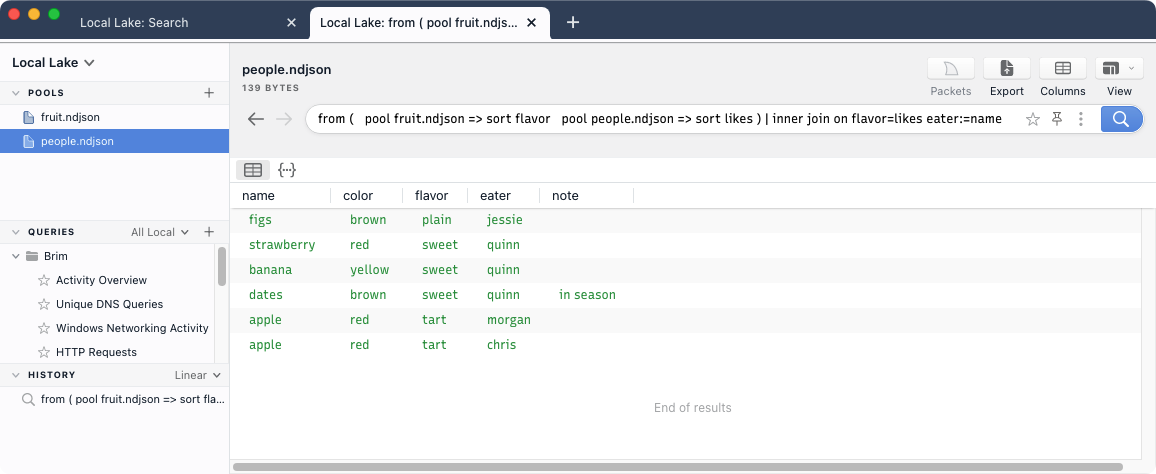 Local Lake: Search
Local Lake: from ( pool fruit.ndjs...
Local Lake
POOLS
fruit.ndjson
people.ndjson
QUERIES All Local
Brim
Activity Overview
Unique DNS Queries
Windows Networking Activity
HTTP Requests
HISTORY Linear
from ( pool fruit.ndjson => sort fla...
people.ndjson
139 BYTES
Packets Export Columns View
from ( pool fruit.ndjson => sort flavor pool people.ndjson => sort likes ) | inner join on flavor=likes eater:=name
name color flavor eater note
figs brown plain jessie
strawberry red sweet quinn
banana yellow sweet quinn
dates brown sweet quinn in season
apple red tart morgan
apple red tart chris
End of results